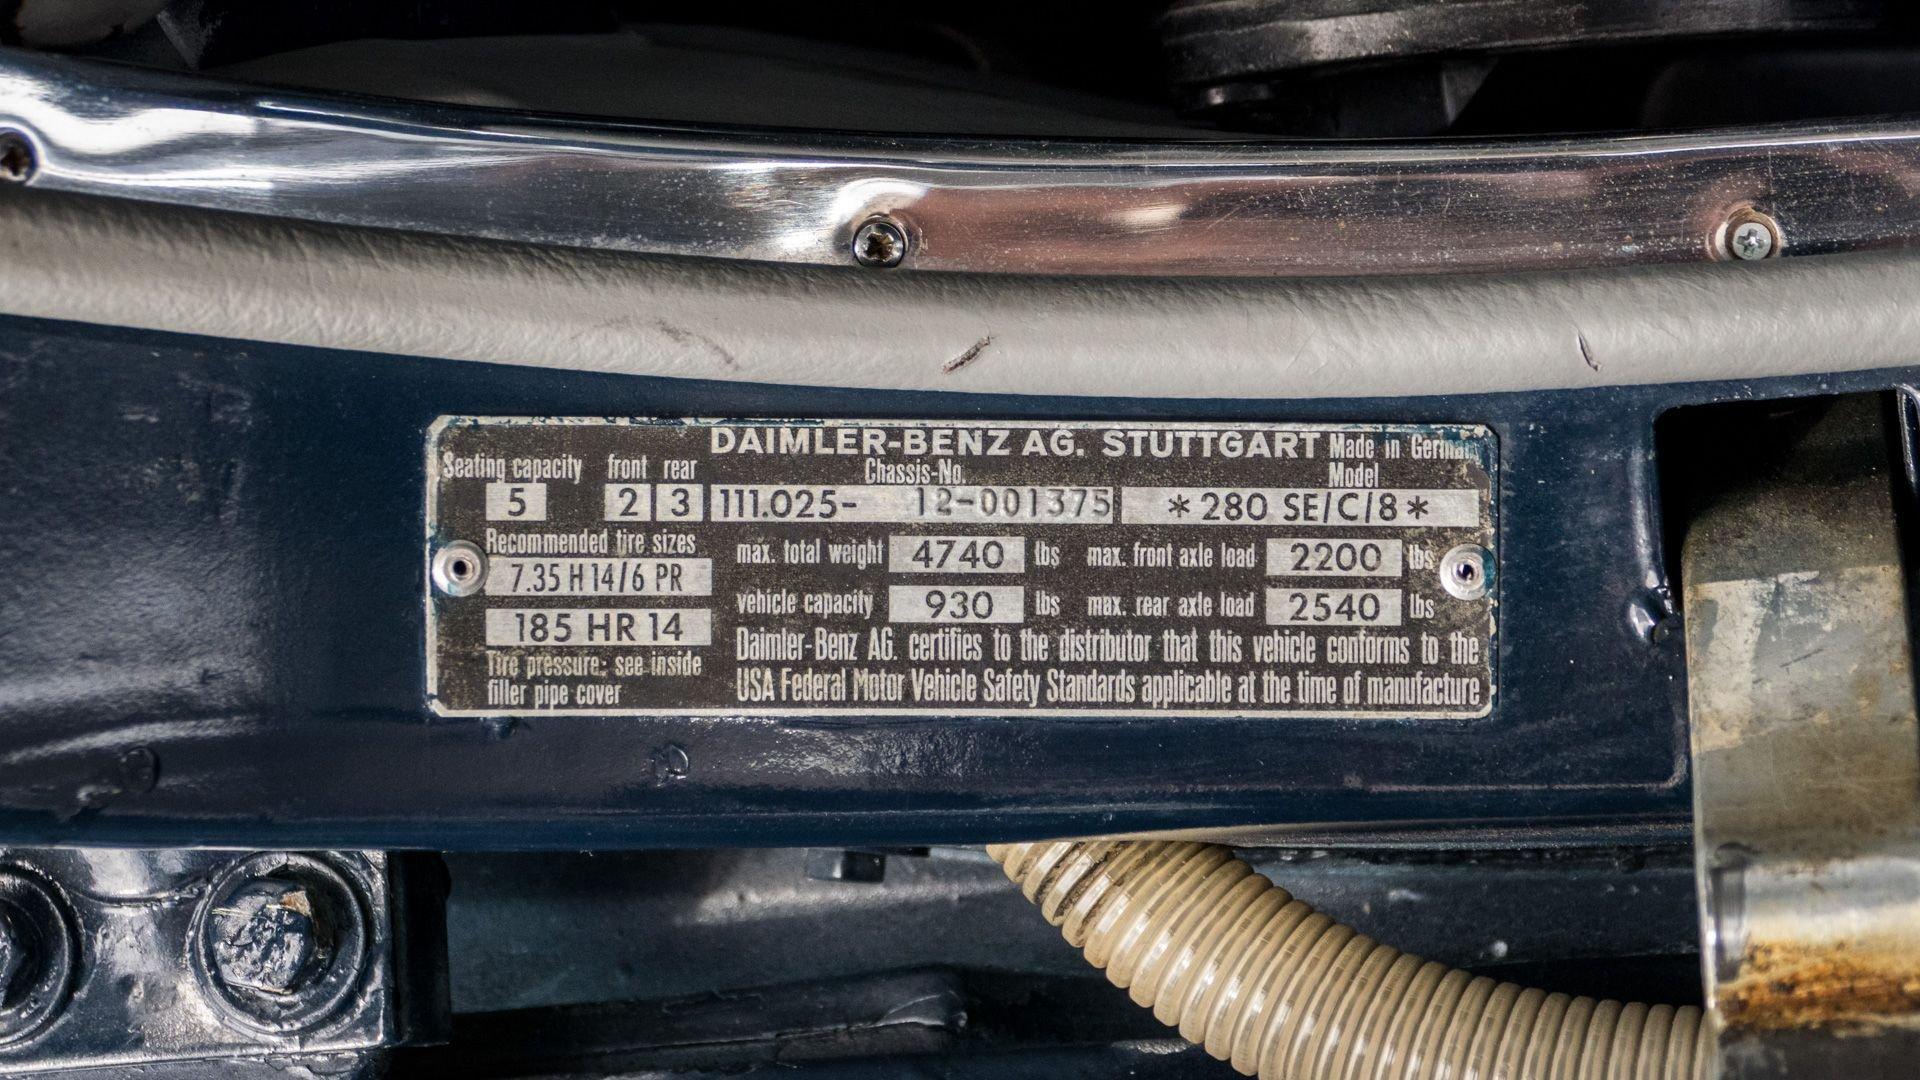 DAIMLER-BENZ AG. STUTTGART Made in
Seating capacity front rear Chassis-No. Model
5 2 3 111.025- 12-001375 *280 SE/C/8*
Recommended tire sizes
7.35 H 14/6 PR
185 HR 14
Tire pressure: see inside
filler pipe cover
max. total weight 4740 lbs max. front axle load 2200 lbs
vehicle capacity 930 lbs max. rear axle load 2540 lbs
Daimler-Benz AG. certifies to the distributor that this vehicle conforms to the
USA Federal Motor Vehicle Safety Standards applicable at the time of manufacture